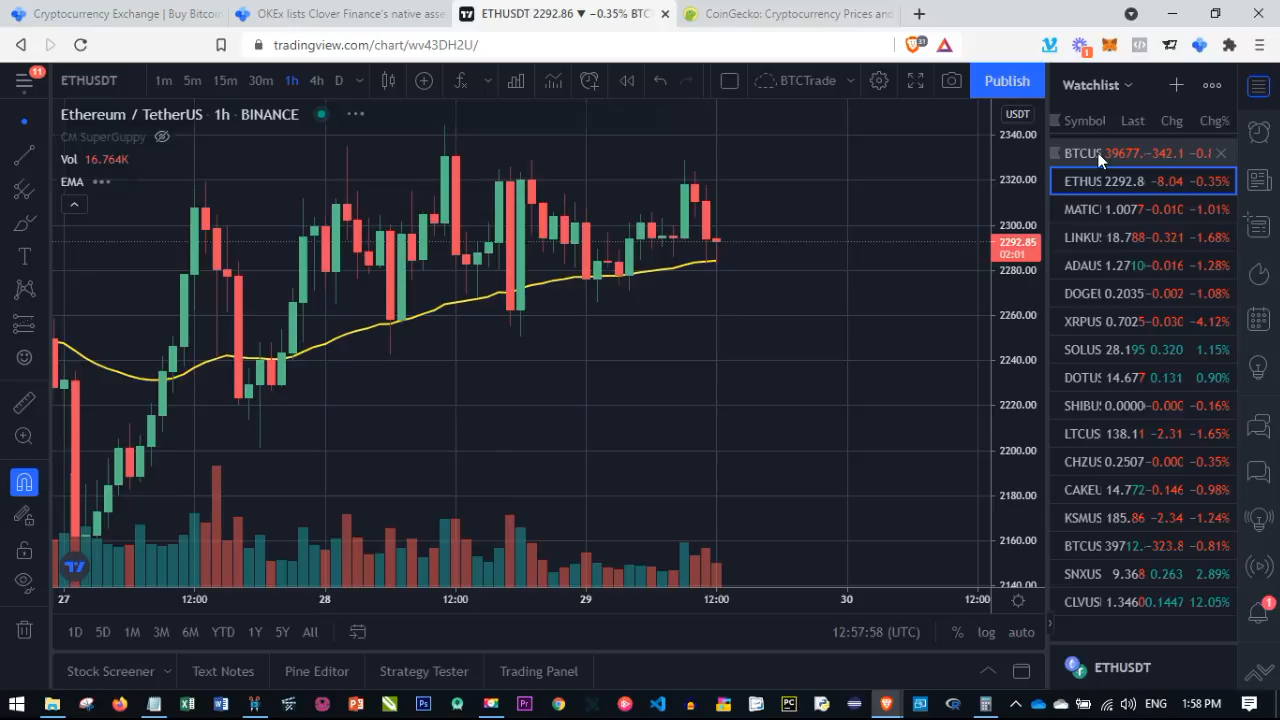 Cryptocurrency Exchange | Buy Bitcoin
OKEx lists Clover Finance's native asse
ETHUSDT 2292.86 ▼ −0.35% BTC
CoinGecko: Cryptocurrency Prices and
tradingview.com/chart/wv43DH2U/
31
1
11
ETHUSDT 1m 5m 15m 30m 1h 4h D
BTCTrade
Publish
Ethereum / TetherUS · 1h · BINANCE
CM SuperGuppy
Vol 16.764K
EMA
USDT
2340.00
2320.00
2300.00
2292.85
02:01
2280.00
2260.00
2240.00
2220.00
2200.00
2180.00
2160.00
2140.00
27 12:00 28 12:00 29 12:00 30 12:00
1D 5D 1M 3M 6M YTD 1Y 5Y All
12:57:58 (UTC) % log auto
Stock Screener Text Notes Pine Editor Strategy Tester Trading Panel
Watchlist
Symbol Last Chg Chg%
BTCUS 39677. −342.1 −0.8
ETHUS 2292.8 −8.04 −0.35%
MATIC 1.0077 −0.010 −1.01%
LINKU 18.788 −0.321 −1.68%
ADAUS 1.2710 −0.016 −1.28%
DOGEU 0.2035 −0.002 −1.08%
XRPUS 0.7025 −0.030 −4.12%
SOLUS 28.195 0.320 1.15%
DOTUS 14.677 0.131 0.90%
SHIBU 0.0000 −0.000 −0.16%
LTCUS 138.11 −2.31 −1.65%
CHZUS 0.2507 −0.000 −0.35%
CAKEU 14.772 −0.146 −0.98%
KSMUS 185.86 −2.34 −1.24%
BTCUS 39712. −323.8 −0.81%
SNXUS 9.368 0.263 2.89%
CLVUS 1.3460 0.1447 12.05%
1
ETHUSDT
ENG 1:58 PM